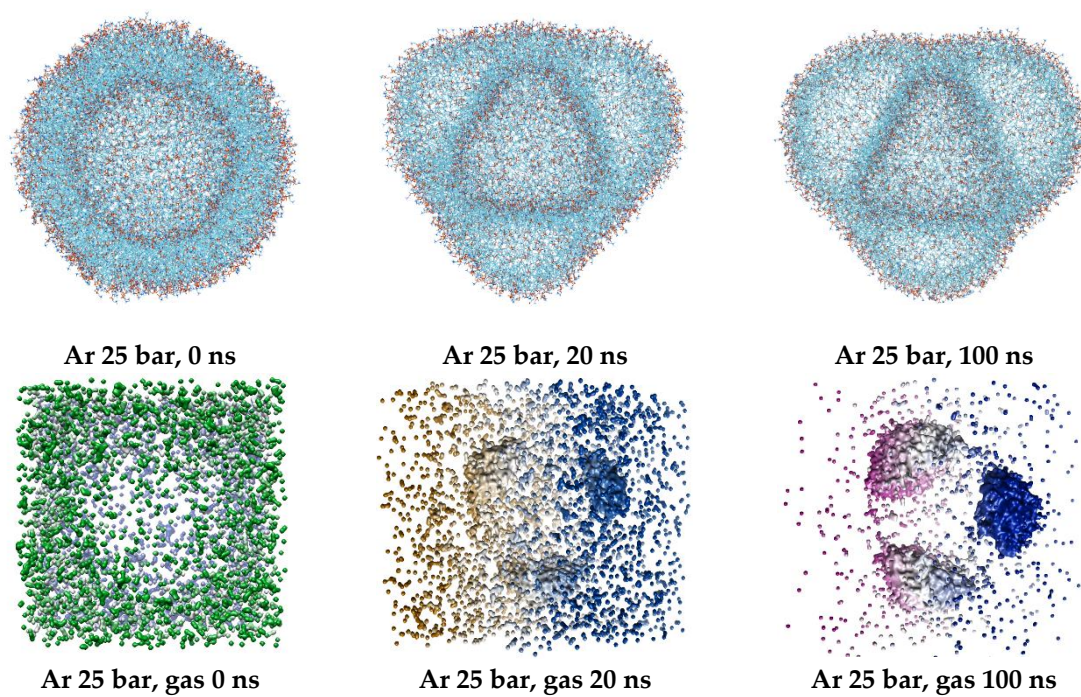 Ar 25 bar, 0 ns
Ar 25 bar, 20 ns
Ar 25 bar, 100 ns
Ar 25 bar, gas 0 ns
Ar 25 bar, gas 20 ns
Ar 25 bar, gas 100 ns